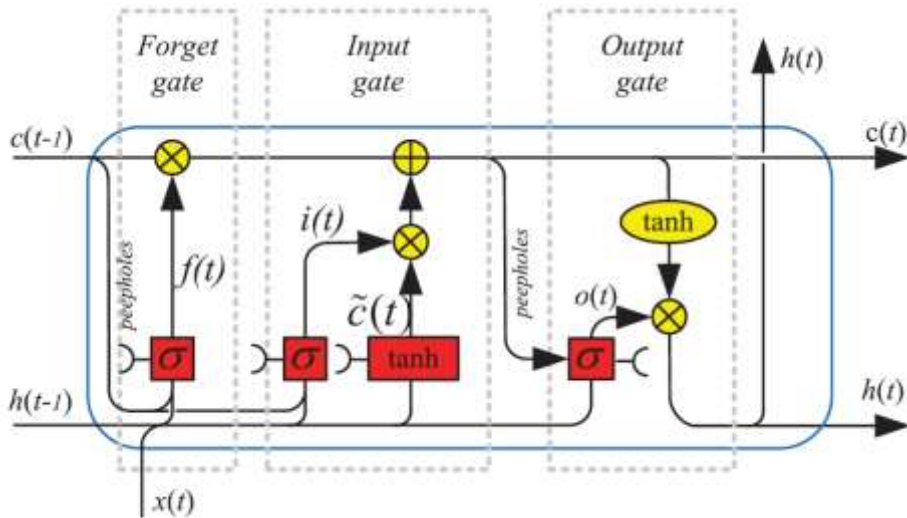 Forget
gate
Input
gate
Output
gate
h(t)
c(t-1)
c(t)
i(t)
tanh
peepholes
f(t)
peepholes
o(t)
c̃(t)
σ
σ
tanh
σ
h(t-1)
h(t)
x(t)